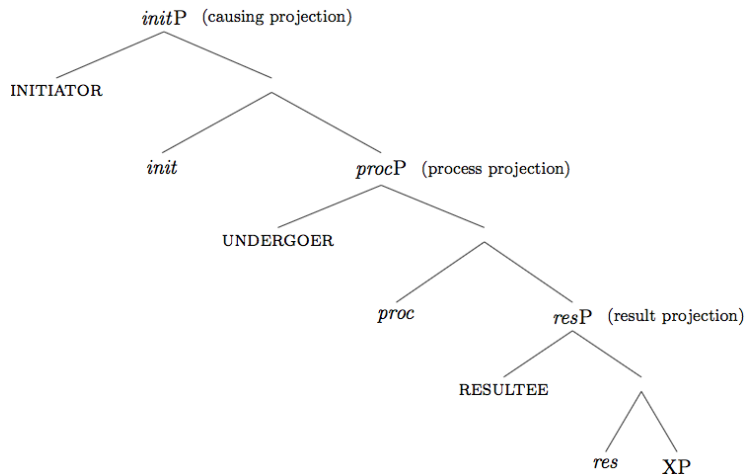 initP (causing projection)
INITIATOR
init procP (process projection)
UNDERGOER
proc resP (result projection)
RESULTEE
res XP